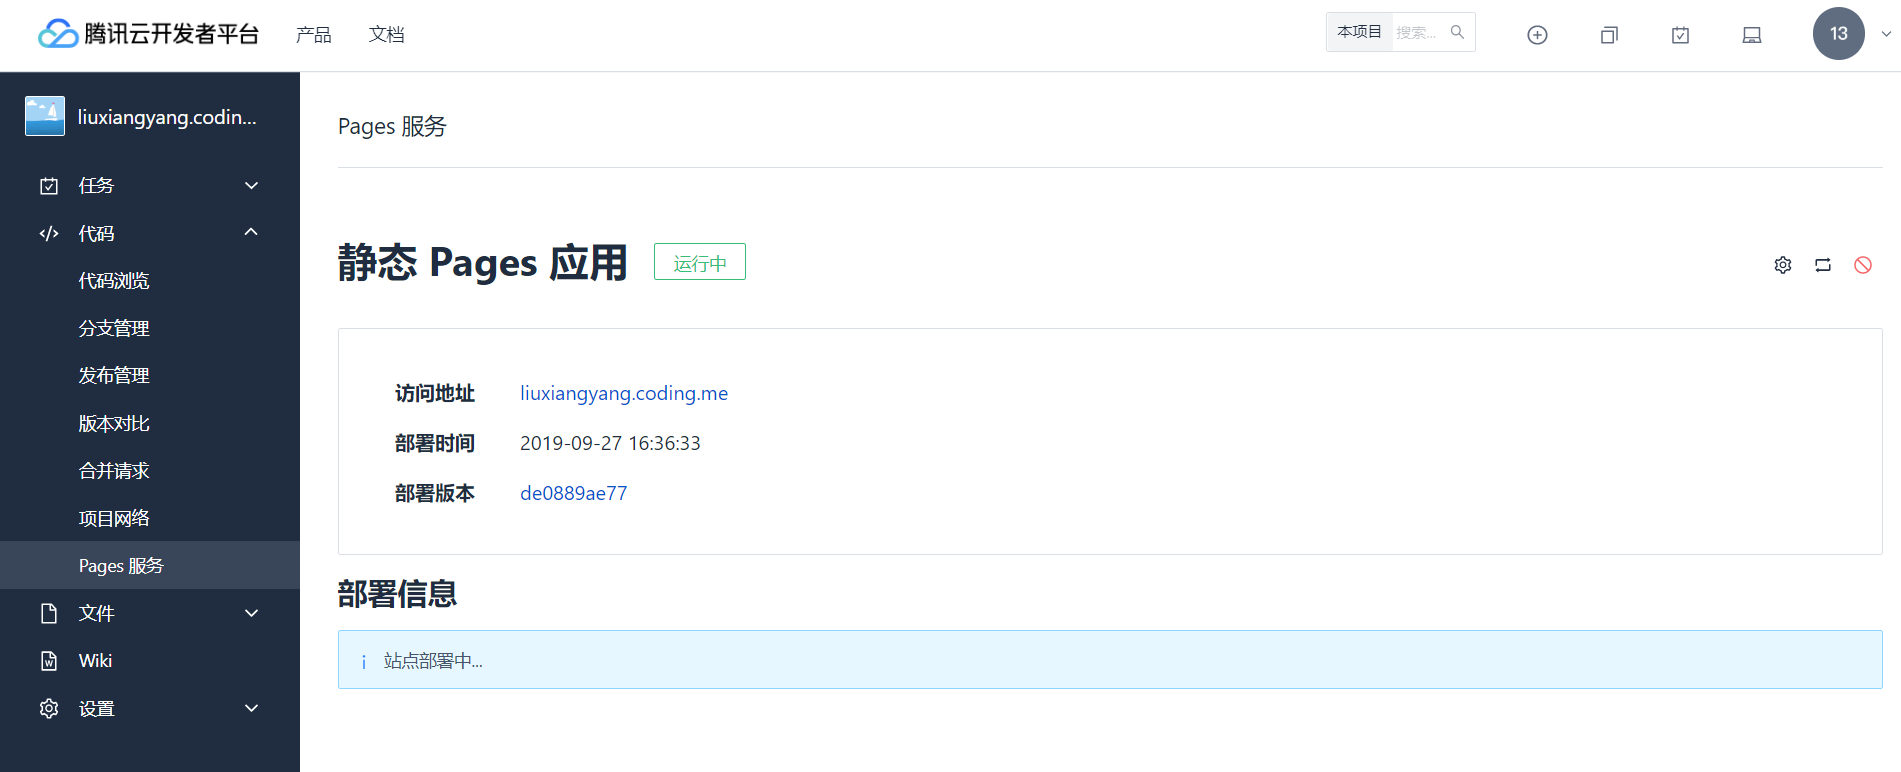 腾讯云开发者平台 产品 文档 本项目 搜索... 13
liuxiangyang.codin...
任务
代码
代码浏览
分支管理
发布管理
版本对比
合并请求
项目网络
Pages 服务
文件
Wiki
设置
Pages 服务
静态 Pages 应用 运行中
访问地址 liuxiangyang.coding.me
部署时间 2019-09-27 16:36:33
部署版本 de0889ae77
部署信息
站点部署中...